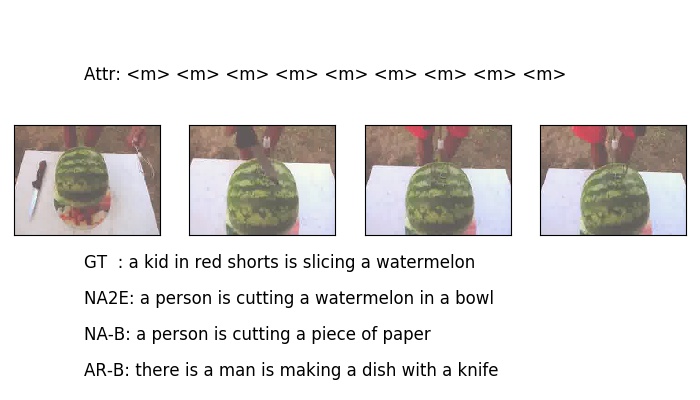 Attr: <m> <m> <m> <m> <m> <m> <m> <m> <m>
GT : a kid in red shorts is slicing a watermelon
NA2E: a person is cutting a watermelon in a bowl
NA-B: a person is cutting a piece of paper
AR-B: there is a man is making a dish with a knife